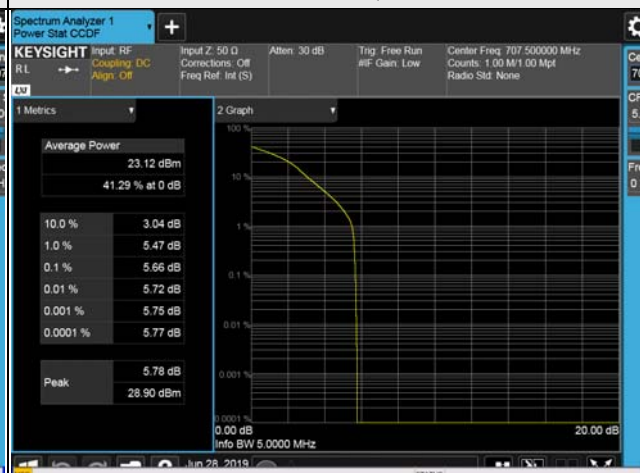 Spectrum Analyzer 1
Power Stat CCDF
KEYSIGHT
RL
LXI
Input: RF
Coupling: DC
Align: Off
Input Z: 50 Ω
Corrections: Off
Freq Ref: Int (S)
Atten: 30 dB
Trig: Free Run
#IF Gain: Low
Center Freq: 707.500000 MHz
Counts: 1.00 M/1.00 Mpt
Radio Std: None
1 Metrics
Average Power
23.12 dBm
41.29 % at 0 dB
10.0 % 3.04 dB
1.0 % 5.47 dB
0.1 % 5.66 dB
0.01 % 5.72 dB
0.001 % 5.75 dB
0.0001 % 5.77 dB
Peak
5.78 dB
28.90 dBm
2 Graph
100 %
10 %
1 %
0.1 %
0.01 %
0.001 %
0.0001 %
0.00 dB 20.00 dB
Info BW 5.0000 MHz
Jun 28, 2019